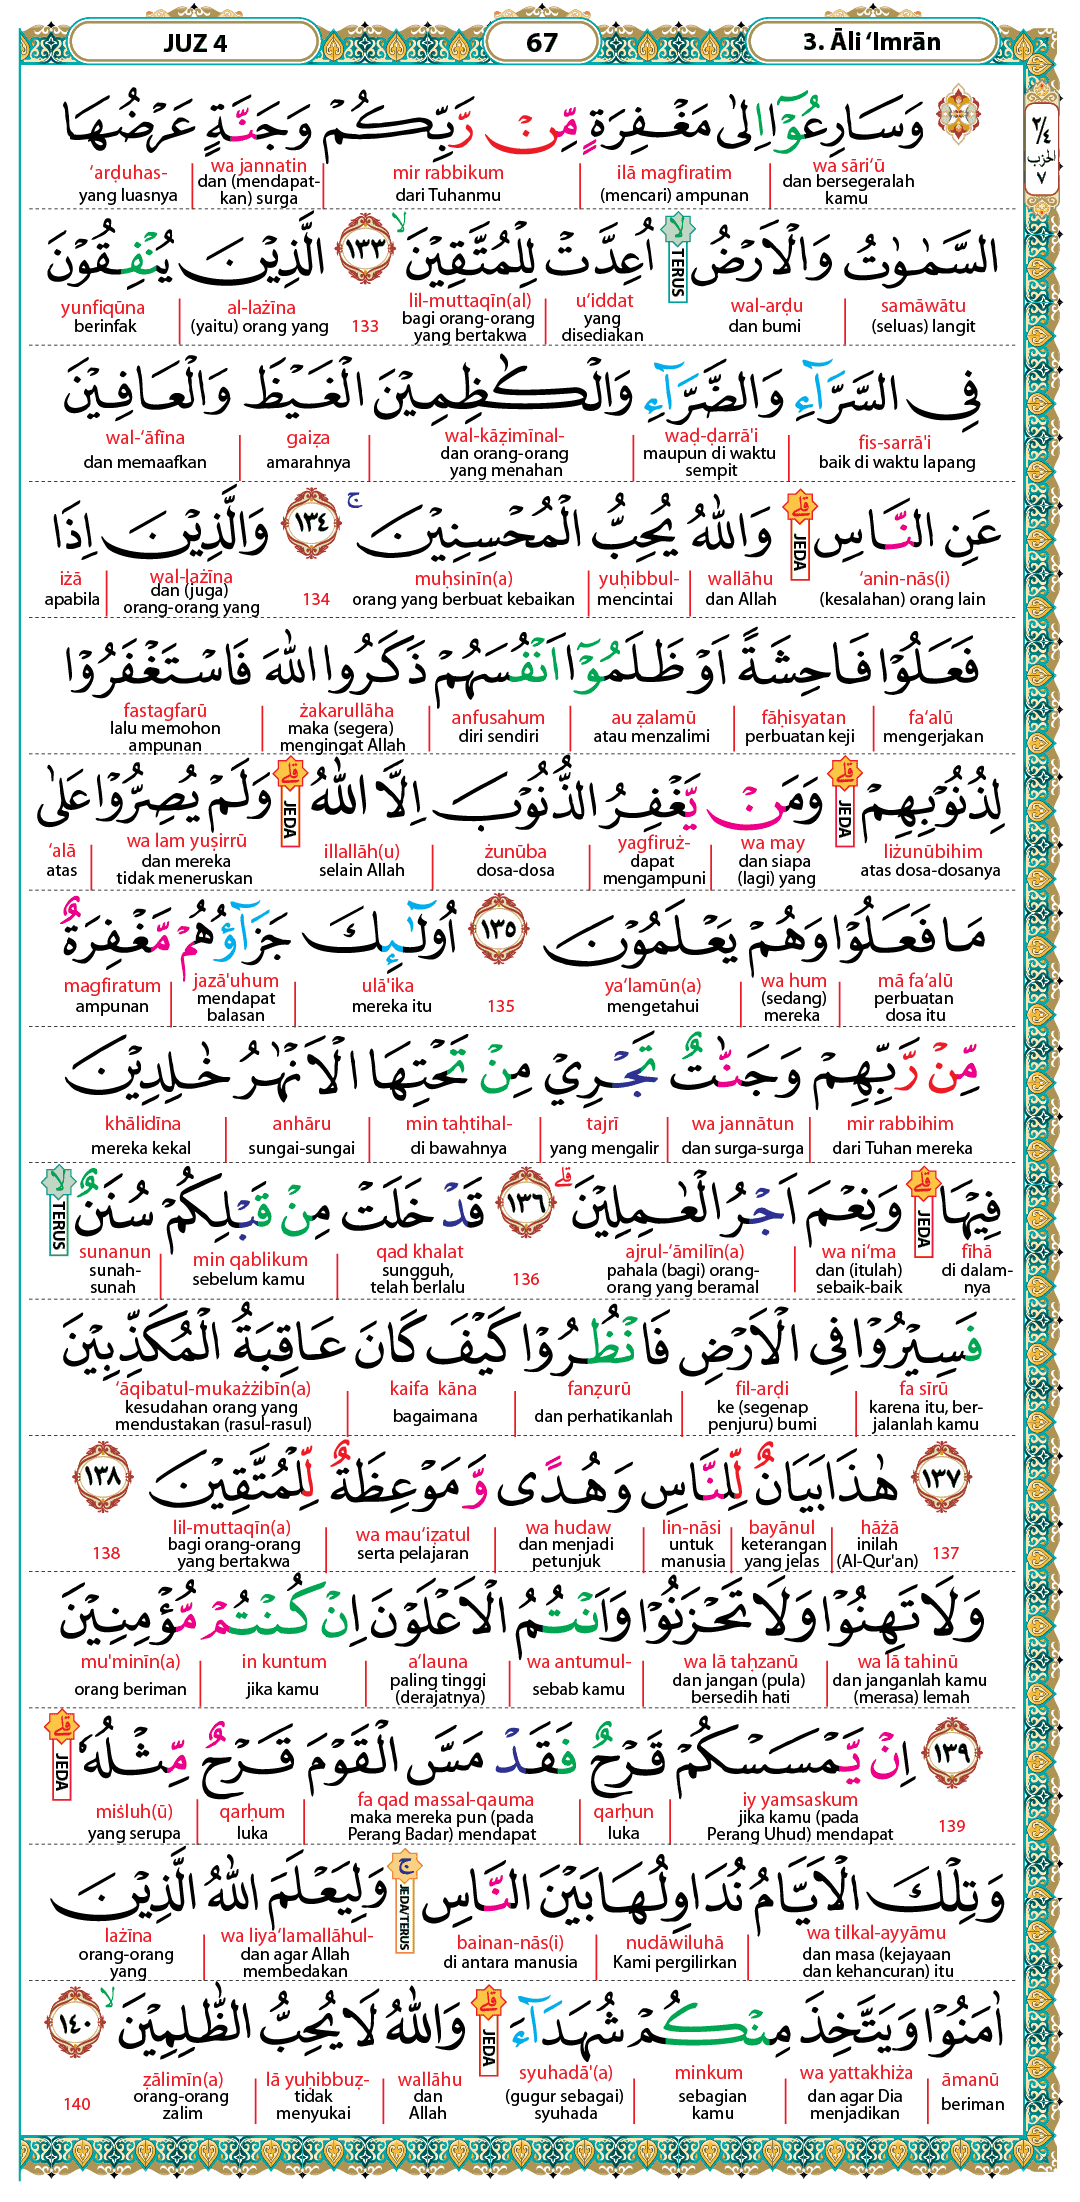 3. Āli ‘Imrān
67
JUZ 4
٢/٤
الحزب
٧
وَسَارِعُوْٓا اِلٰى مَغْفِرَةٍ مِّنْ رَّبِّكُمْ وَجَنَّةٍ عَرْضُهَا
wa sāri‘ū ilā magfiratim mir rabbikum wa jannatin ‘arḍuhas-
dan bersegeralah kamu (mencari) ampunan dari Tuhanmu dan (mendapat-kan) surga yang luasnya
السَّمٰوٰتُ وَالْاَرْضُ ۙ اُعِدَّتْ لِلْمُتَّقِيْنَ ۙ ١٣٣ الَّذِيْنَ يُنْفِقُوْنَ
TERUS
samāwātu wal-arḍu u‘iddat lil-muttaqīn(al) 133 al-lażīna yunfiqūna
(seluas) langit dan bumi yang disediakan bagi orang-orang yang bertakwa (yaitu) orang yang berinfak
فِى السَّرَّاۤءِ وَالضَّرَّاۤءِ وَالْكٰظِمِيْنَ الْغَيْظَ وَالْعَافِيْنَ
fis-sarrā'i waḍ-ḍarrā'i wal-kāẓimīnal- gaiẓa wal-‘āfīna
baik di waktu lapang maupun di waktu sempit dan orang-orang yang menahan amarahnya dan memaafkan
عَنِ النَّاسِ ۗ وَاللّٰهُ يُحِبُّ الْمُحْسِنِيْنَ ۚ ١٣٤ وَالَّذِيْنَ اِذَا
JEDA
‘anin-nās(i) wallāhu yuḥibbul- muḥsinīn(a) 134 wal-lażīna iżā
(kesalahan) orang lain dan Allah mencintai orang yang berbuat kebaikan dan (juga) orang-orang yang apabila
فَعَلُوْا فَاحِشَةً اَوْ ظَلَمُوْٓا اَنْفُسَهُمْ ذَكَرُوا اللّٰهَ فَاسْتَغْفَرُوْا
fa‘alū fāḥisyatan au ẓalamū anfusahum żakarullāha fastagfarū
mengerjakan perbuatan keji atau menzalimi diri sendiri maka (segera) mengingat Allah lalu memohon ampunan
لِذُنُوْبِهِمْ ۗ وَمَنْ يَّغْفِرُ الذُّنُوْبَ اِلَّا اللّٰهُ ۗ وَلَمْ يُصِرُّوْا عَلٰى
JEDA JEDA
liżunūbihim wa may yagfiruż- żunūba illallāh(u) wa lam yuṣirrū ‘alā
atas dosa-dosanya dan siapa (lagi) yang dapat mengampuni dosa-dosa selain Allah dan mereka tidak meneruskan atas
مَا فَعَلُوْا وَهُمْ يَعْلَمُوْنَ ١٣٥ اُولٰۤىِٕكَ جَزَاۤؤُهُمْ مَّغْفِرَةٌ
mā fa‘alū wa hum ya‘lamūn(a) 135 ulā'ika jazā'uhum magfiratum
perbuatan dosa itu (sedang) mereka mengetahui mereka itu mendapat balasan ampunan
مِّنْ رَّبِّهِمْ وَجَنّٰتٌ تَجْرِيْ مِنْ تَحْتِهَا الْاَنْهٰرُ خٰلِدِيْنَ
mir rabbihim wa jannātun tajrī min taḥtihal- anhāru khālidīna
dari Tuhan mereka dan surga-surga yang mengalir di bawahnya sungai-sungai mereka kekal
فِيْهَا ۗ وَنِعْمَ اَجْرُ الْعٰمِلِيْنَ ۗ ١٣٦ قَدْ خَلَتْ مِنْ قَبْلِكُمْ سُنَنٌ ۙ
JEDA TERUS
fīhā wa ni‘ma ajrul-‘āmilīn(a) 136 qad khalat min qablikum sunanun
di dalam-nya dan (itulah) sebaik-baik pahala (bagi) orang-orang yang beramal sungguh, telah berlalu sebelum kamu sunah-sunah
فَسِيْرُوْا فِى الْاَرْضِ فَانْظُرُوْا كَيْفَ كَانَ عَاقِبَةُ الْمُكَذِّبِيْنَ
fa sīrū fil-arḍi fanẓurū kaifa kāna ‘āqibatul-mukażżibīn(a)
karena itu, ber-jalanlah kamu ke (segenap penjuru) bumi dan perhatikanlah bagaimana kesudahan orang yang mendustakan (rasul-rasul)
١٣٧ هٰذَا بَيَانٌ لِّلنَّاسِ وَهُدًى وَّمَوْعِظَةٌ لِّلْمُتَّقِيْنَ ١٣٨
137 hāżā bayānul lin-nāsi wa hudaw wa mau‘iẓatul lil-muttaqīn(a) 138
inilah (Al-Qur'an) keterangan yang jelas untuk manusia dan menjadi petunjuk serta pelajaran bagi orang-orang yang bertakwa
وَلَا تَهِنُوْا وَلَا تَحْزَنُوْا وَاَنْتُمُ الْاَعْلَوْنَ اِنْ كُنْتُمْ مُّؤْمِنِيْنَ
wa lā tahinū wa lā taḥzanū wa antumul- a‘launa in kuntum mu'minīn(a)
dan janganlah kamu (merasa) lemah dan jangan (pula) bersedih hati sebab kamu paling tinggi (derajatnya) jika kamu orang beriman
١٣٩ اِنْ يَّمْسَسْكُمْ قَرْحٌ فَقَدْ مَسَّ الْقَوْمَ قَرْحٌ مِّثْلُهٗ ۗ
JEDA
139 iy yamsaskum qarḥun fa qad massal-qauma qarḥum miṡluh(ū)
jika kamu (pada Perang Uhud) mendapat luka maka mereka pun (pada Perang Badar) mendapat luka yang serupa
وَتِلْكَ الْاَيَّامُ نُدَاوِلُهَا بَيْنَ النَّاسِ ۚ وَلِيَعْلَمَ اللّٰهُ الَّذِيْنَ
JEDA/TERUS
wa tilkal-ayyāmu nudāwiluhā bainan-nās(i) wa liya‘lamallāhul- lażīna
dan masa (kejayaan dan kehancuran) itu Kami pergilirkan di antara manusia dan agar Allah membedakan orang-orang yang
اٰمَنُوْا وَيَتَّخِذَ مِنْكُمْ شُهَدَاۤءَ ۗ وَاللّٰهُ لَا يُحِبُّ الظّٰلِمِيْنَ ۙ ١٤٠
JEDA
āmanū wa yattakhiża minkum syuhadā'(a) wallāhu lā yuḥibbuẓ- ẓālimīn(a) 140
beriman dan agar Dia menjadikan sebagian kamu (gugur sebagai) syuhada dan Allah tidak menyukai orang-orang zalim